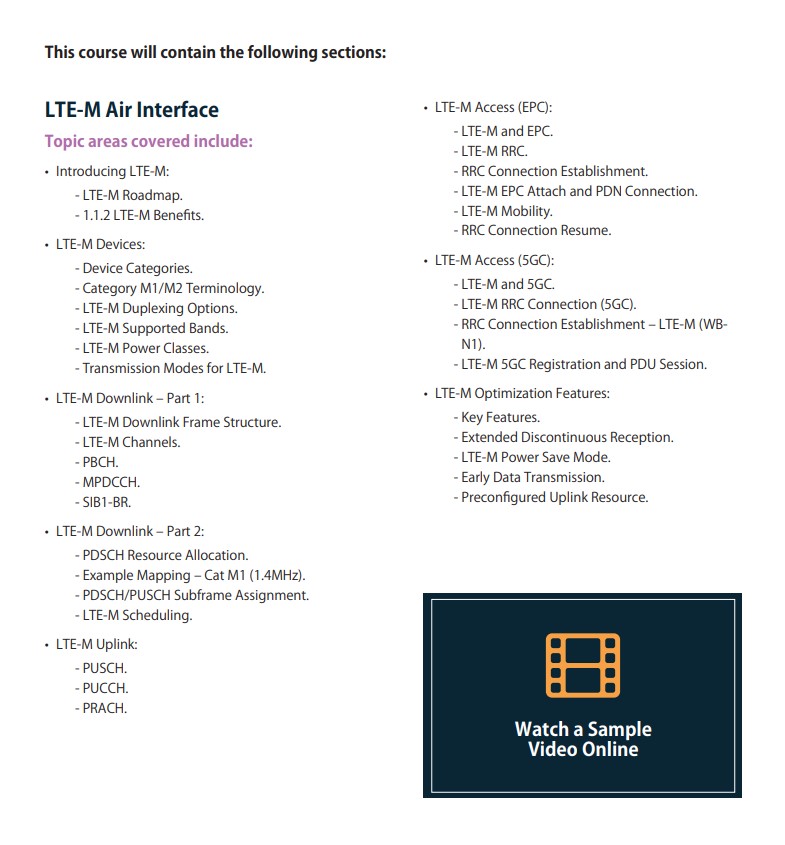 This course will contain the following sections:
LTE-M Air Interface
Topic areas covered include:
• Introducing LTE-M:
- LTE-M Roadmap.
- 1.1.2 LTE-M Benefits.
• LTE-M Devices:
- Device Categories.
- Category M1/M2 Terminology.
- LTE-M Duplexing Options.
- LTE-M Supported Bands.
- LTE-M Power Classes.
- Transmission Modes for LTE-M.
• LTE-M Downlink – Part 1:
- LTE-M Downlink Frame Structure.
- LTE-M Channels.
- PBCH.
- MPDCCH.
- SIB1-BR.
• LTE-M Downlink – Part 2:
- PDSCH Resource Allocation.
- Example Mapping – Cat M1 (1.4MHz).
- PDSCH/PUSCH Subframe Assignment.
- LTE-M Scheduling.
• LTE-M Uplink:
- PUSCH.
- PUCCH.
- PRACH.
• LTE-M Access (EPC):
- LTE-M and EPC.
- LTE-M RRC.
- RRC Connection Establishment.
- LTE-M EPC Attach and PDN Connection.
- LTE-M Mobility.
- RRC Connection Resume.
• LTE-M Access (5GC):
- LTE-M and 5GC.
- LTE-M RRC Connection (5GC).
- RRC Connection Establishment – LTE-M (WB-
N1).
- LTE-M 5GC Registration and PDU Session.
• LTE-M Optimization Features:
- Key Features.
- Extended Discontinuous Reception.
- LTE-M Power Save Mode.
- Early Data Transmission.
- Preconfigured Uplink Resource.
Watch a Sample
Video Online